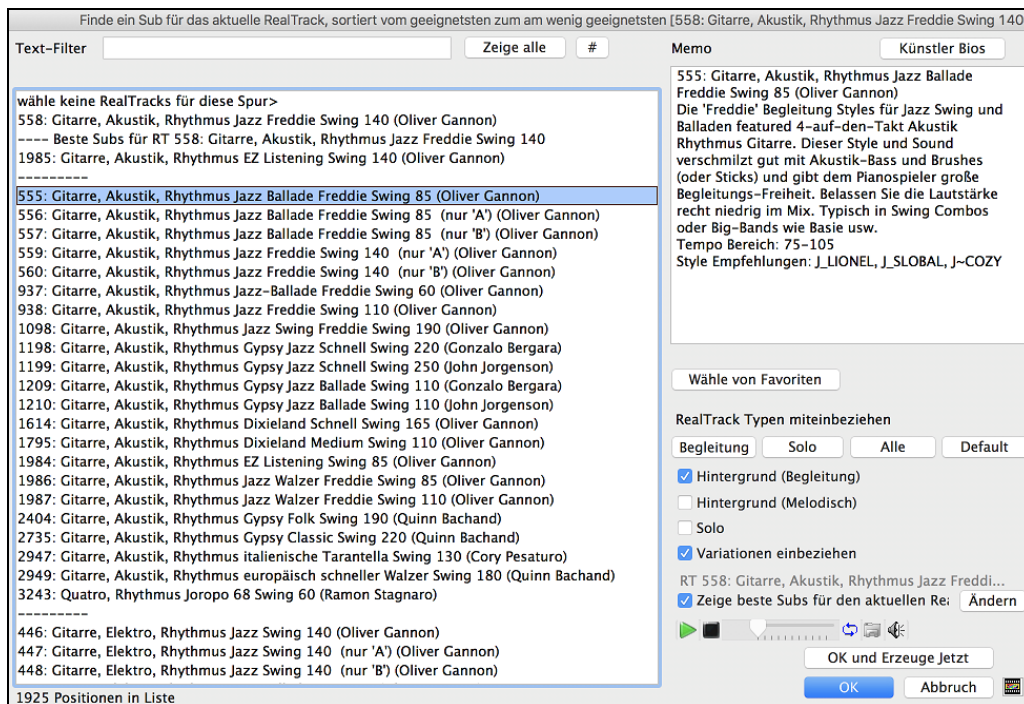 Finde ein Sub für das aktuelle RealTrack, sortiert vom geeignetsten zum am wenig geeignetsten [558: Gitarre, Akustik, Rhythmus Jazz Freddie Swing 140
Text-Filter
Zeige alle
#
wähle keine RealTracks für diese Spur>
558: Gitarre, Akustik, Rhythmus Jazz Freddie Swing 140 (Oliver Gannon)
---- Beste Subs für RT 558: Gitarre, Akustik, Rhythmus Jazz Freddie Swing 140
1985: Gitarre, Akustik, Rhythmus EZ Listening Swing 140 (Oliver Gannon)
---------
555: Gitarre, Akustik, Rhythmus Jazz Ballade Freddie Swing 85 (Oliver Gannon)
556: Gitarre, Akustik, Rhythmus Jazz Ballade Freddie Swing 85 (nur 'A') (Oliver Gannon)
557: Gitarre, Akustik, Rhythmus Jazz Ballade Freddie Swing 85 (nur 'B') (Oliver Gannon)
559: Gitarre, Akustik, Rhythmus Jazz Freddie Swing 140 (nur 'A') (Oliver Gannon)
560: Gitarre, Akustik, Rhythmus Jazz Freddie Swing 140 (nur 'B') (Oliver Gannon)
937: Gitarre, Akustik, Rhythmus Jazz-Ballade Freddie Swing 60 (Oliver Gannon)
938: Gitarre, Akustik, Rhythmus Jazz Freddie Swing 110 (Oliver Gannon)
1098: Gitarre, Akustik, Rhythmus Jazz Swing Freddie Swing 190 (Oliver Gannon)
1198: Gitarre, Akustik, Rhythmus Gypsy Jazz Schnell Swing 220 (Gonzalo Bergara)
1199: Gitarre, Akustik, Rhythmus Gypsy Jazz Schnell Swing 250 (John Jorgenson)
1209: Gitarre, Akustik, Rhythmus Gypsy Jazz Ballade Swing 110 (Gonzalo Bergara)
1210: Gitarre, Akustik, Rhythmus Gypsy Jazz Ballade Swing 110 (John Jorgenson)
1614: Gitarre, Akustik, Rhythmus Dixieland Schnell Swing 165 (Oliver Gannon)
1795: Gitarre, Akustik, Rhythmus Dixieland Medium Swing 110 (Oliver Gannon)
1984: Gitarre, Akustik, Rhythmus EZ Listening Swing 85 (Oliver Gannon)
1986: Gitarre, Akustik, Rhythmus Jazz Walzer Freddie Swing 85 (Oliver Gannon)
1987: Gitarre, Akustik, Rhythmus Jazz Walzer Freddie Swing 110 (Oliver Gannon)
2404: Gitarre, Akustik, Rhythmus Gypsy Folk Swing 190 (Quinn Bachand)
2735: Gitarre, Akustik, Rhythmus Gypsy Classic Swing 220 (Quinn Bachand)
2947: Gitarre, Akustik, Rhythmus italienische Tarantella Swing 130 (Cory Pesaturo)
2949: Gitarre, Akustik, Rhythmus europäisch schneller Walzer Swing 180 (Quinn Bachand)
3243: Quatro, Rhythmus Joropo 68 Swing 60 (Ramon Stagnaro)
---------
446: Gitarre, Elektro, Rhythmus Jazz Swing 140 (Oliver Gannon)
447: Gitarre, Elektro, Rhythmus Jazz Swing 140 (nur 'A') (Oliver Gannon)
448: Gitarre, Elektro, Rhythmus Jazz Swing 140 (nur 'B') (Oliver Gannon)
1925 Positionen in Liste
Memo
Künstler Bios
555: Gitarre, Akustik, Rhythmus Jazz Ballade
Freddie Swing 85 (Oliver Gannon)
Die 'Freddie' Begleitung Styles für Jazz Swing und
Balladen featured 4-auf-den-Takt Akustik
Rhythmus Gitarre. Dieser Style und Sound
verschmilzt gut mit Akustik-Bass und Brushes
(oder Sticks) und gibt dem Pianospieler große
Begleitungs-Freiheit. Belassen Sie die Lautstärke
recht niedrig im Mix. Typisch in Swing Combos
oder Big-Bands wie Basie usw.
Tempo Bereich: 75-105
Style Empfehlungen: J_LIONEL, J_SLOBAL, J~COZY
Wähle von Favoriten
RealTrack Typen miteinbeziehen
Begleitung
Solo
Alle
Default
Hintergrund (Begleitung)
Hintergrund (Melodisch)
Solo
Variationen einbeziehen
RT 558: Gitarre, Akustik, Rhythmus Jazz Freddi...
Zeige beste Subs für den aktuellen Rea
Ändern
OK und Erzeuge Jetzt
OK
Abbruch